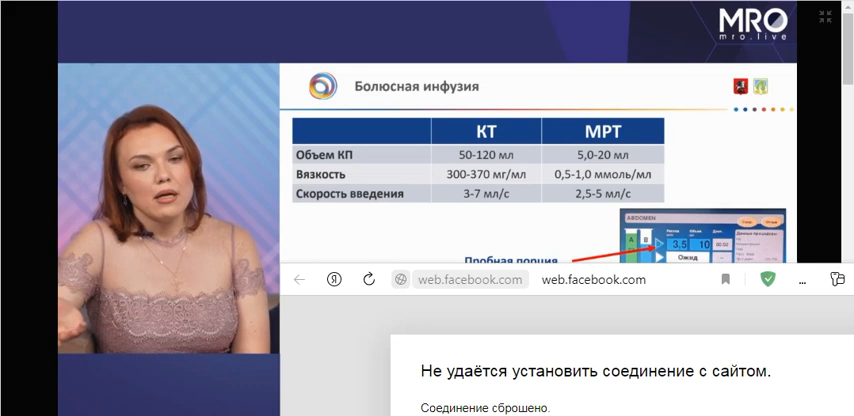 MRO
mro.live
Болюсная инфузия
КТ МРТ
Объем КП 50-120 мл 5,0-20 мл
Вязкость 300-370 мг/мл 0,5-1,0 ммоль/мл
Скорость введения 3-7 мл/с 2,5-5 мл/с
ABDOMEN
A B 3.5 10 00:00
Ожид
Пробная порция
Я web.facebook.com web.facebook.com ...
Не удаётся установить соединение с сайтом.
Соединение сброшено.